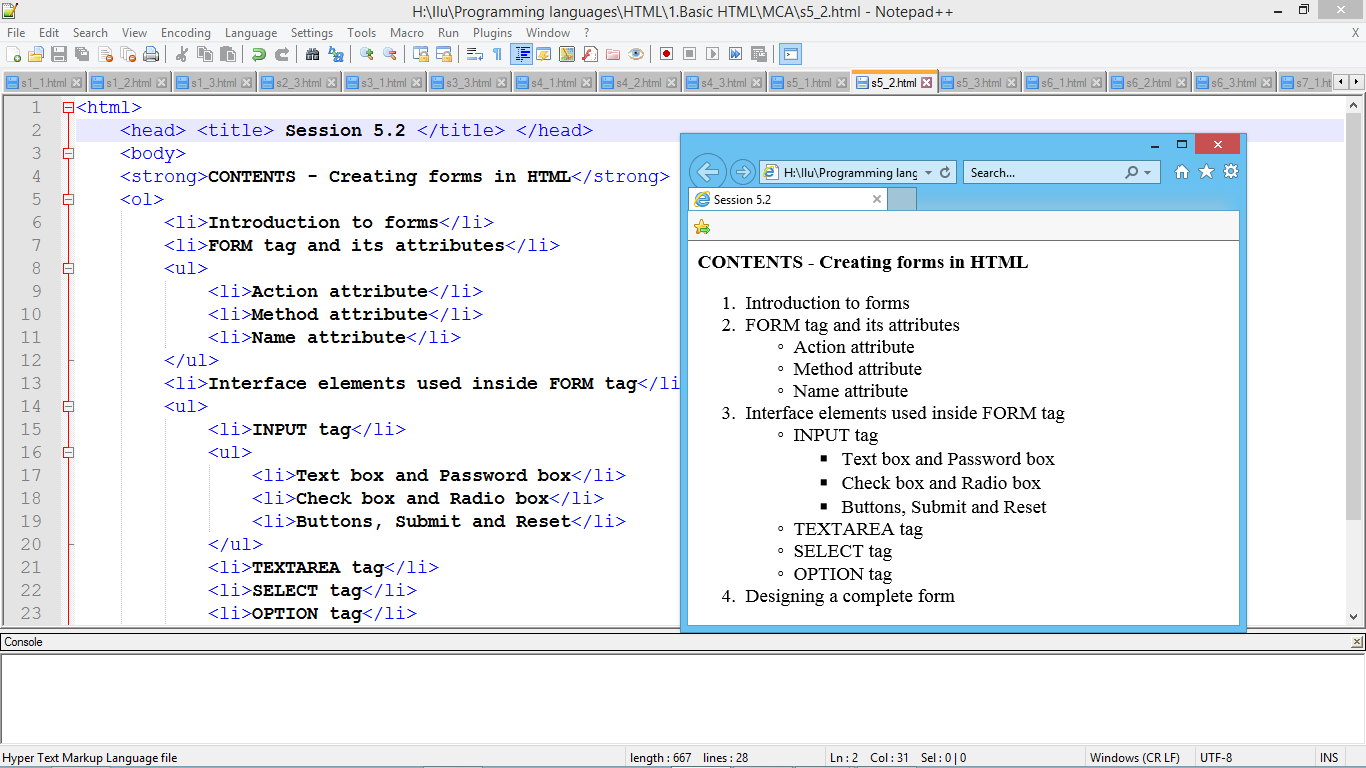 H:\Ilu\Programming languages\HTML\1.Basic HTML\MCA\s5_2.html - Notepad++
File Edit Search View Encoding Language Settings Tools Macro Run Plugins Window ? X
s1_1.html s1_2.html s1_3.html s2_3.html s3_1.html s3_3.html s4_1.html s4_2.html s4_3.html s5_1.html s5_2.html s5_3.html s6_1.html s6_2.html s6_3.html s7_1.ht
1 <html>
2 <head> <title> Session 5.2 </title> </head>
3 <body>
4 <strong>CONTENTS - Creating forms in HTML</strong>
5 <ol>
6 <li>Introduction to forms</li>
7 <li>FORM tag and its attributes</li>
8 <ul>
9 <li>Action attribute</li>
10 <li>Method attribute</li>
11 <li>Name attribute</li>
12 </ul>
13 <li>Interface elements used inside FORM tag</li
14 <ul>
15 <li>INPUT tag</li>
16 <ul>
17 <li>Text box and Password box</li>
18 <li>Check box and Radio box</li>
19 <li>Buttons, Submit and Reset</li>
20 </ul>
21 <li>TEXTAREA tag</li>
22 <li>SELECT tag</li>
23 <li>OPTION tag</li>
H:\Ilu\Programming lang Search...
Session 5.2
CONTENTS - Creating forms in HTML
1. Introduction to forms
2. FORM tag and its attributes
Action attribute
Method attribute
Name attribute
3. Interface elements used inside FORM tag
INPUT tag
Text box and Password box
Check box and Radio box
Buttons, Submit and Reset
TEXTAREA tag
SELECT tag
OPTION tag
4. Designing a complete form
Console
Hyper Text Markup Language file length : 667 lines : 28 Ln : 2 Col : 31 Sel : 0 | 0 Windows (CR LF) UTF-8 INS